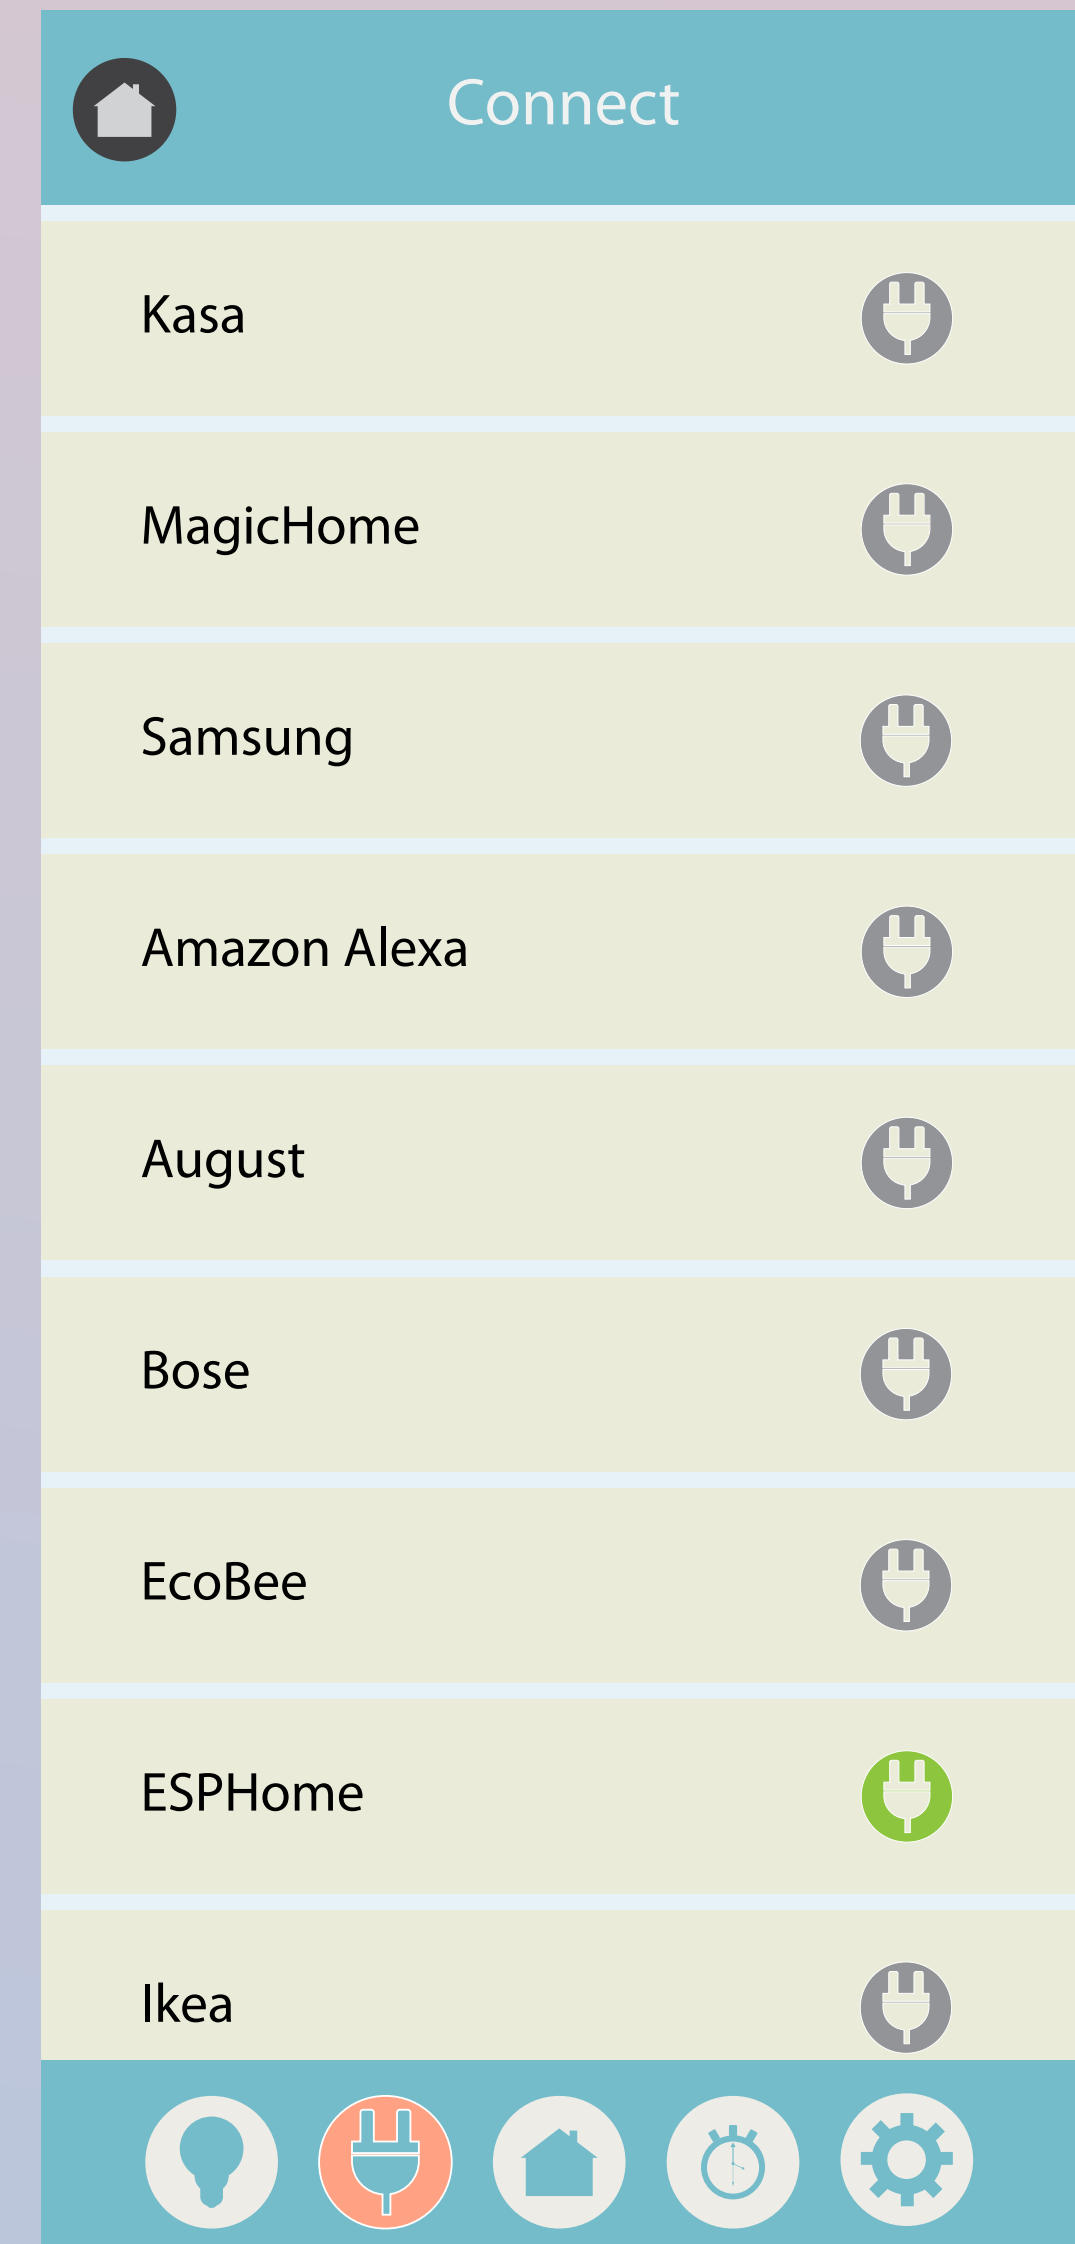 Connect
Kasa
MagicHome
Samsung
Amazon Alexa
August
Bose
EcoBee
ESPHome
Ikea